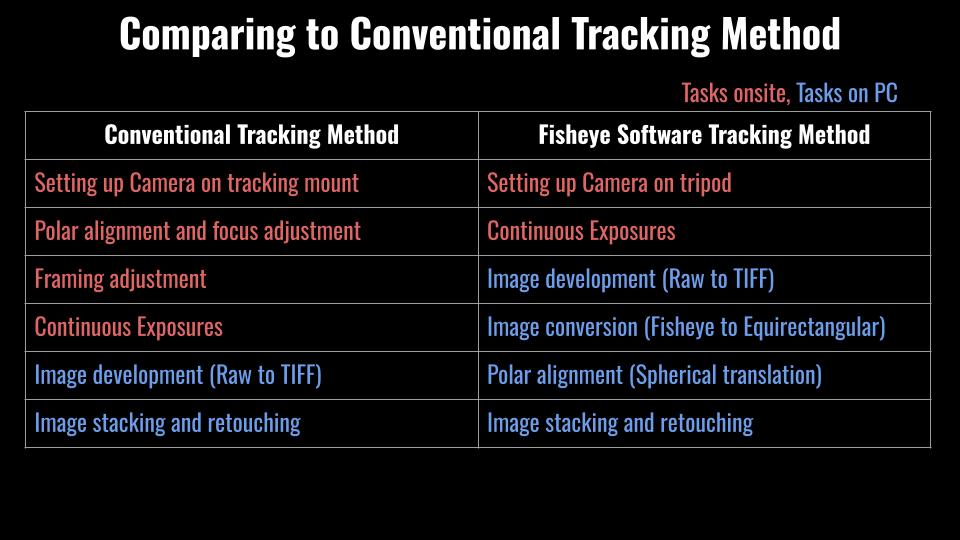 Comparing to Conventional Tracking Method
Tasks onsite, Tasks on PC
Conventional Tracking Method
Fisheye Software Tracking Method
Setting up Camera on tracking mount
Setting up Camera on tripod
Polar alignment and focus adjustment
Continuous Exposures
Framing adjustment
Image development (Raw to TIFF)
Continuous Exposures
Image conversion (Fisheye to Equirectangular)
Image development (Raw to TIFF)
Polar alignment (Spherical translation)
Image stacking and retouching
Image stacking and retouching